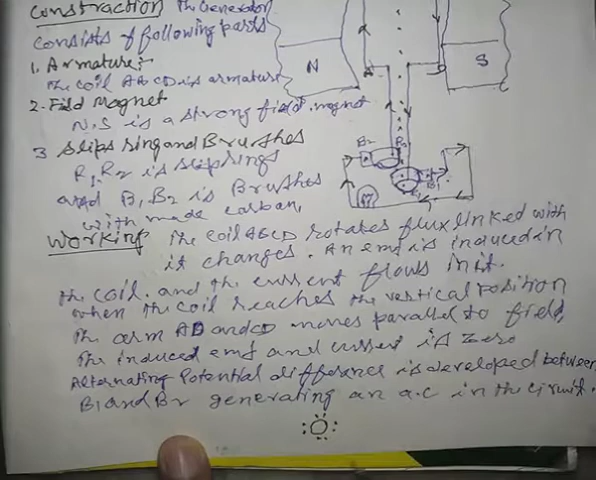 Construction The Generator
Consists of following parts
1. Armature:-
The coil ABCD is armature
2. Field Magnet
N.S is a strong field magnet
3 Slips ring and Brushes
R1, R2 is sliprings
and B1 B2 is Brushes
with made carban,
N
S
B2
R2
B1
Working The coil ABCD rotates flux linked with
it changes. An emf is induced in
the coil. and the current flows in it.
when the coil reaches the vertical position
the arm AB and CD moves parallel to field,
The induced emf and current is zero
Alternating Potential difference is developed between
B1 and B2 generating an a.c in the circuit.